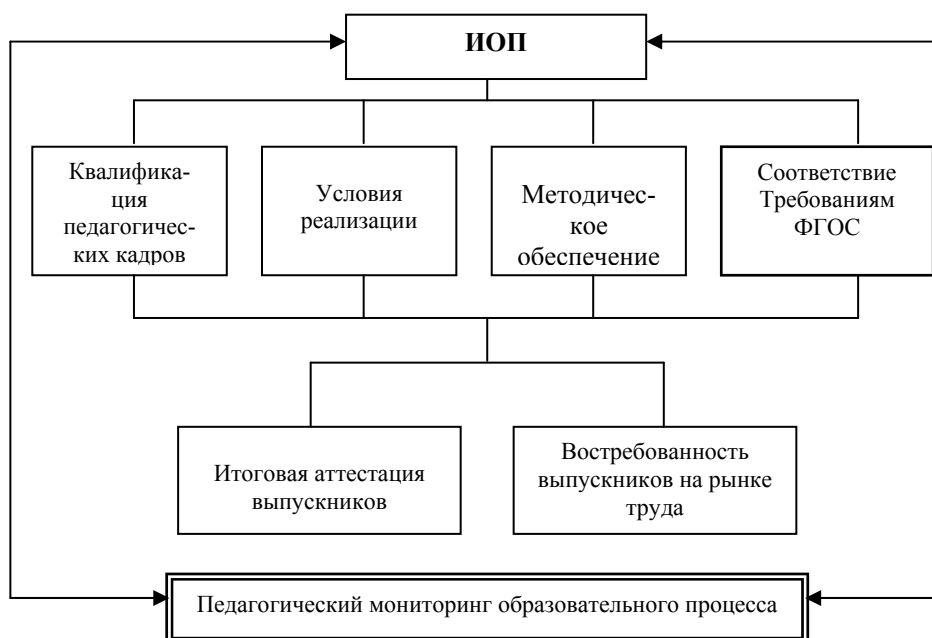 ИОП
Квалифика-
ция
педагогичес-
ких кадров
Условия
реализации
Методичес-
кое
обеспечение
Соответствие
Требованиям
ФГОС
Итоговая аттестация
выпускников
Востребованность
выпускников на рынке
труда
Педагогический мониторинг образовательного процесса